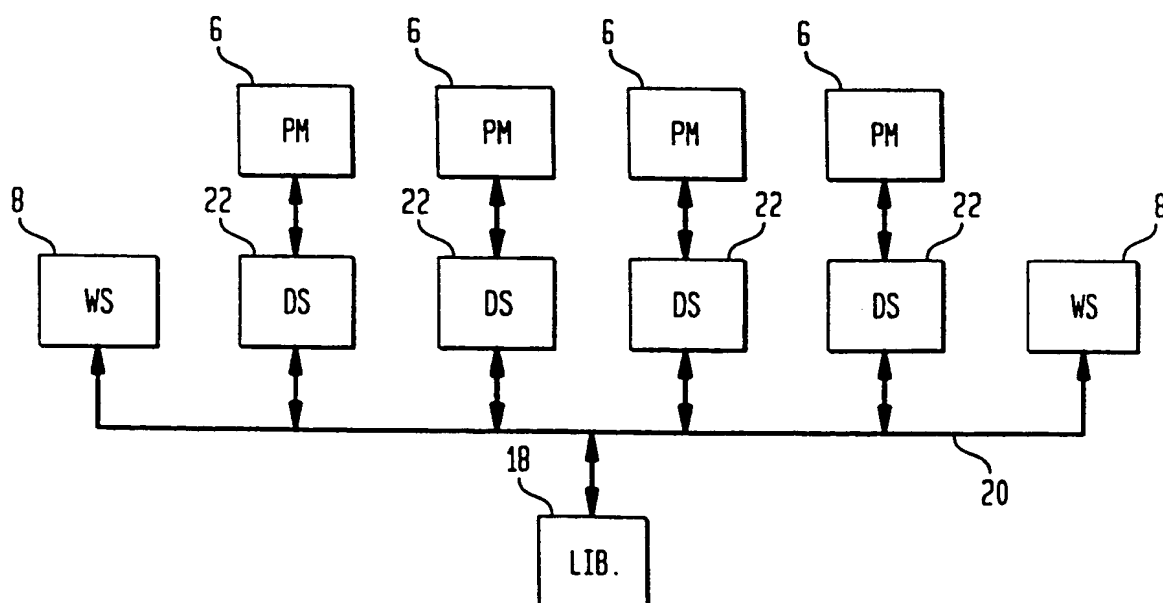 6 6 6 6
PM PM PM PM
8 22 22 22 22 8
WS DS DS DS DS WS
18
20
LIB.